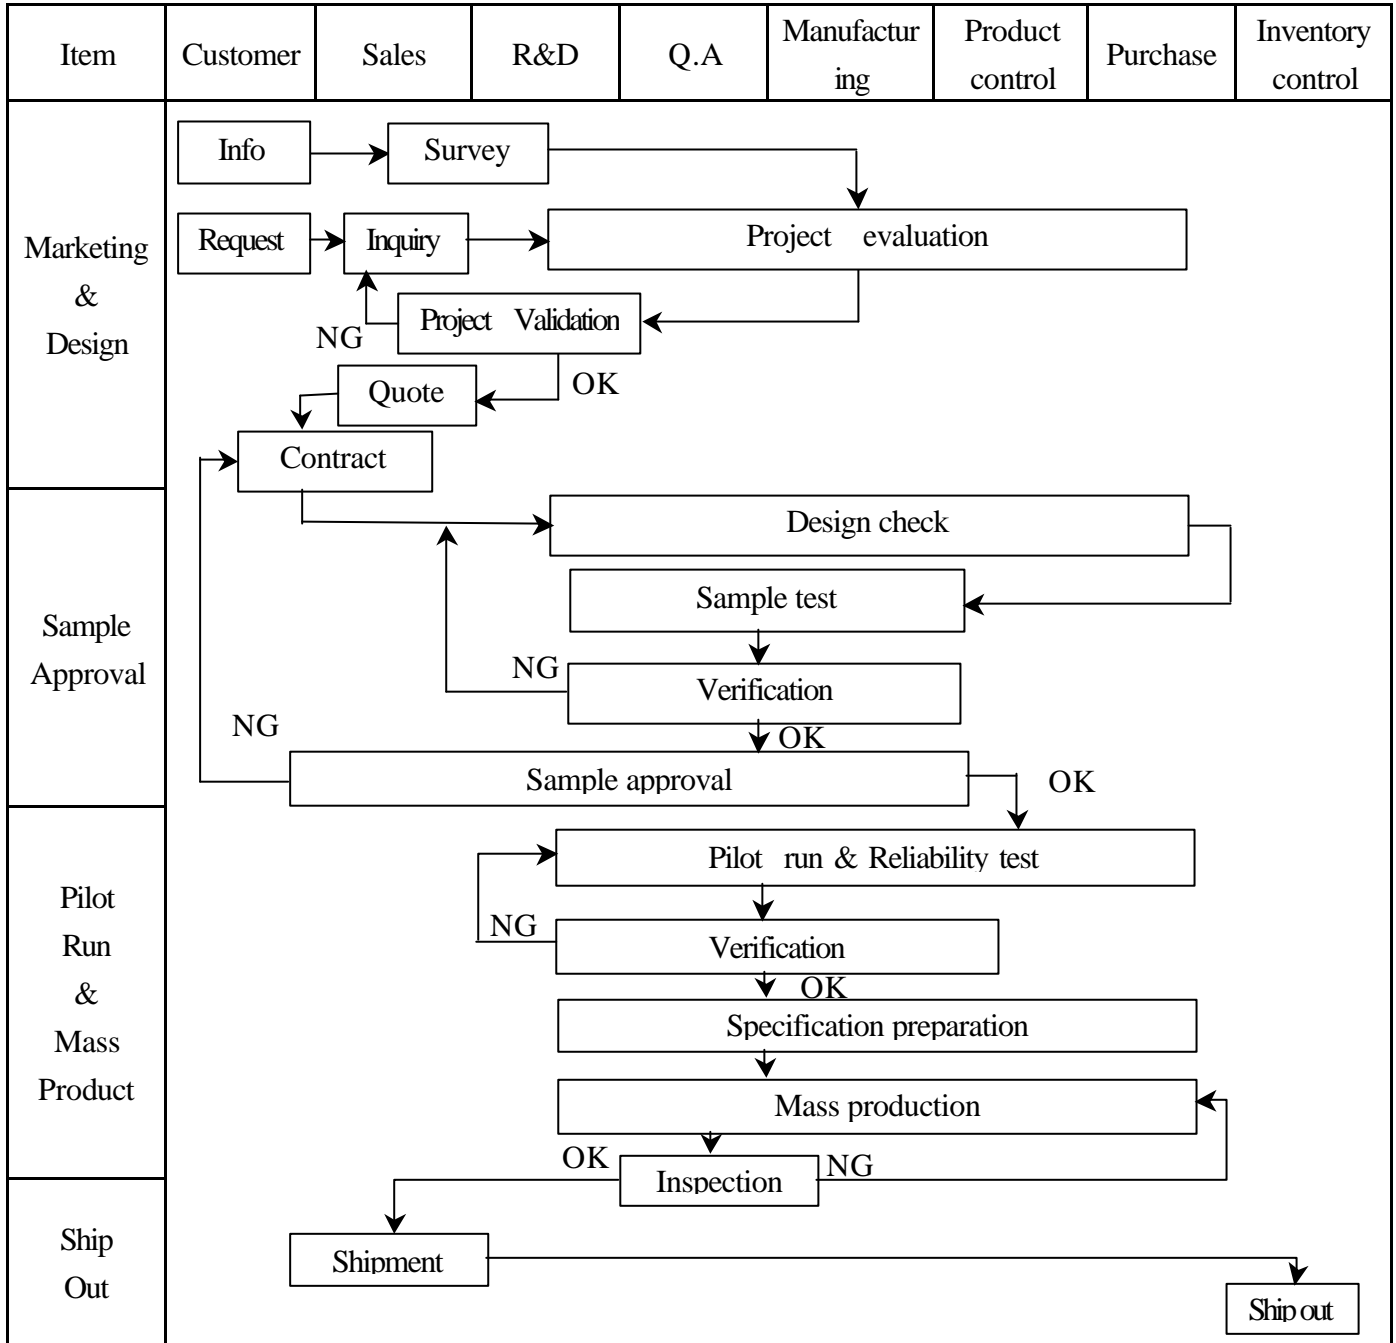 Item
Customer
Sales
R&D
Q.A
Manufactur
ing
Product
control
Purchase
Inventory
control
Marketing
&
Design
Info
Survey
Request
Inquiry
Project evaluation
NG
Project Validation
Quote
OK
Contract
Sample
Approval
Design check
Sample test
NG
Verification
NG
OK
Sample approval
OK
Pilot
Run
&
Mass
Product
Pilot run & Reliability test
NG
Verification
OK
Specification preparation
Mass production
OK
Inspection
NG
Ship
Out
Shipment
Ship out